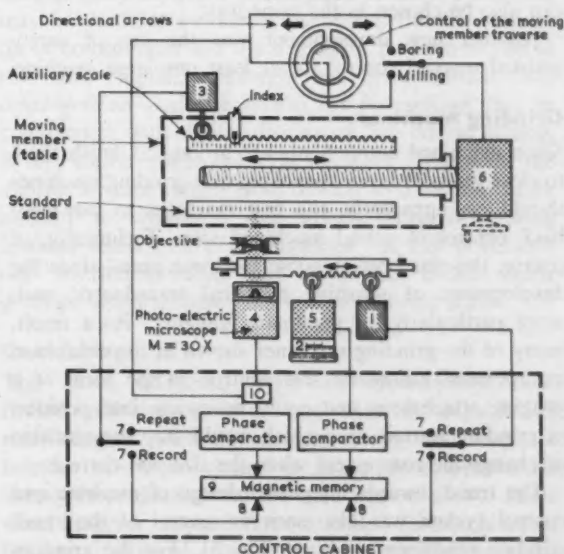 Directional arrows
Control of the moving
member traverse
Boring
Milling
Auxiliary scale
3
Index
Moving
member
(table)
6
Standard
scale
Objective
Photo-electric
microscope
M = 30 X
4
5
2
1
10
7 Repeat
Phase
comparator
Phase
comparator
Repeat 7
7 Record
9 Magnetic memory
Record 7
8
8
CONTROL CABINET